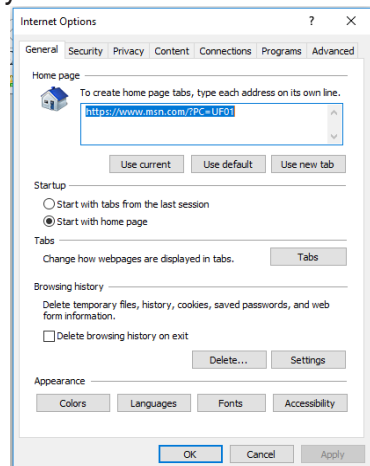 Internet Options ? X
General Security Privacy Content Connections Programs Advanced
Home page
To create home page tabs, type each address on its own line.
https://www.msn.com/?PC=UF01
Use current Use default Use new tab
Startup
Start with tabs from the last session
Start with home page
Tabs
Change how webpages are displayed in tabs. Tabs
Browsing history
Delete temporary files, history, cookies, saved passwords, and web
form information.
Delete browsing history on exit
Delete... Settings
Appearance
Colors Languages Fonts Accessibility
OK Cancel Apply